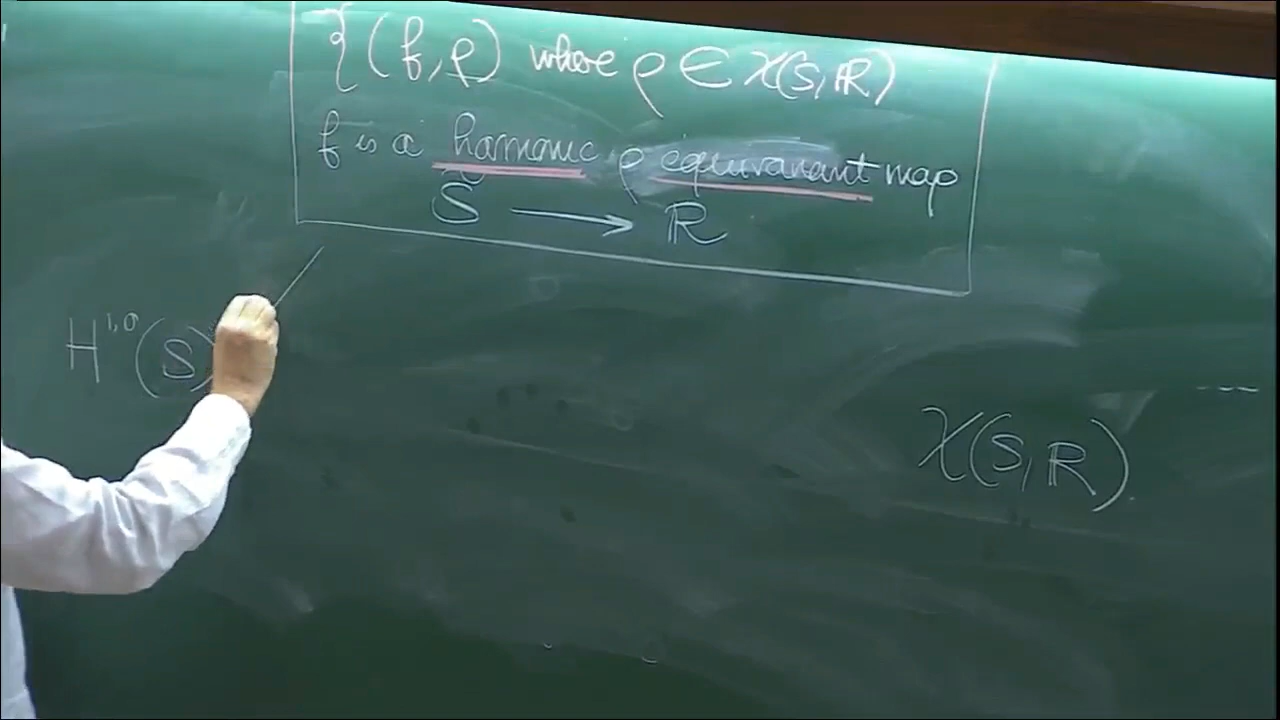 {(f, ρ) where ρ ∈ χ(S, ℝ)
f is a harmonic ρ equivariant map
S̃ ⟶ ℝ
H^{1,0}(S)
χ(S, ℝ)